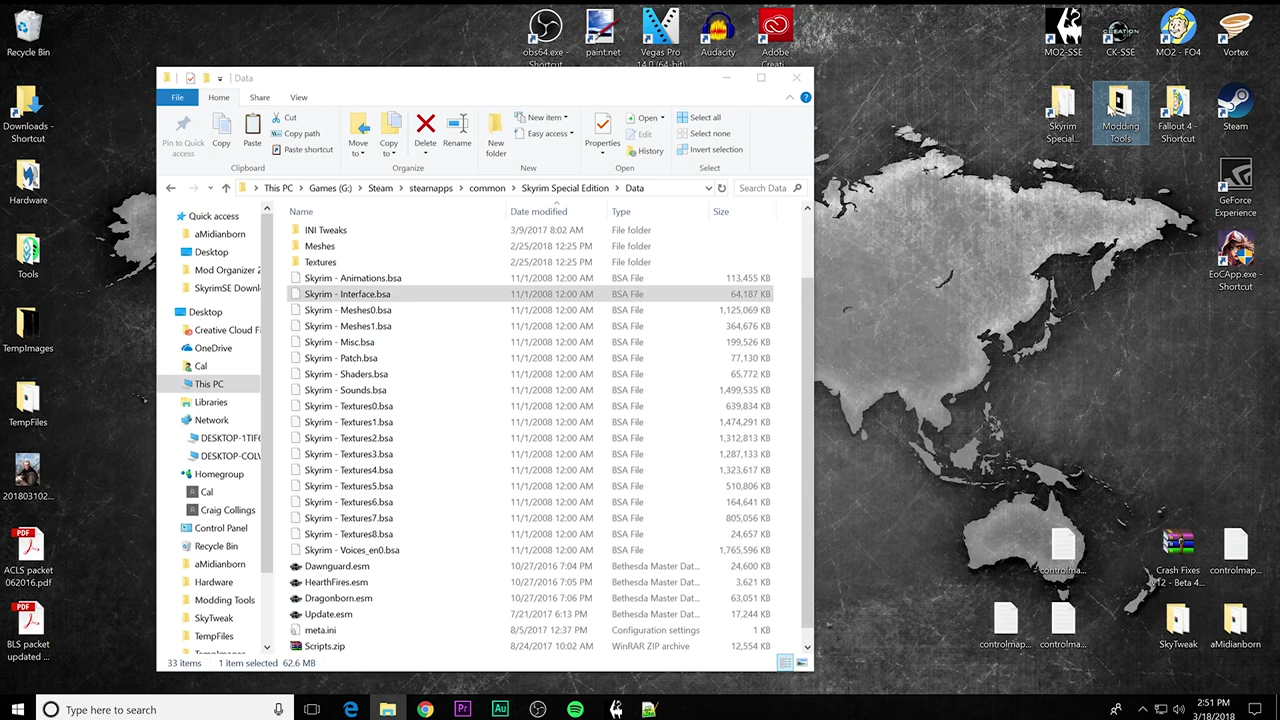 Recycle Bin
Downloads -
Shortcut
Hardware
Tools
TempImages
TempFiles
201803102...
ACLS packet
062016.pdf
BLS packet
updated ...
obs64.exe -
Shortcut
paint.net
Vegas Pro
14.0 (64-bit)
Audacity
Adobe
Creati...
MO2-SSE
CK-SSE
MO2 - FO4
Vortex
Skyrim
Special...
Modding
Tools
Fallout 4 -
Shortcut
Steam
GeForce
Experience
EoCApp.exe -
Shortcut
controlma...
Crash Fixes
v12 - Beta 4...
controlmap...
controlmap...
controlma...
SkyTweak
aMidianborn
Data
File Home Share View
Pin to Quick
access
Copy
Paste
Cut
Copy path
Paste shortcut
Clipboard
Move
to
Copy
to
Delete
Rename
Organize
New
folder
New item
Easy access
New
Properties
Open
Edit
History
Open
Select all
Select none
Invert selection
Select
This PC > Games (G:) > Steam > steamapps > common > Skyrim Special Edition > Data
Search Data
Quick access
aMidianborn
Desktop
Mod Organizer 2
SkyrimSE Downl
Desktop
Creative Cloud Fi
OneDrive
Cal
This PC
Libraries
Network
DESKTOP-1TIF6
DESKTOP-COLV
Homegroup
Cal
Craig Collings
Control Panel
Recycle Bin
aMidianborn
Hardware
Modding Tools
SkyTweak
TempFiles
TempImages
Name Date modified Type Size
INI Tweaks 3/9/2017 8:02 AM File folder
Meshes 2/25/2018 12:25 PM File folder
Textures 2/25/2018 12:25 PM File folder
Skyrim - Animations.bsa 11/1/2008 12:00 AM BSA File 113,455 KB
Skyrim - Interface.bsa 11/1/2008 12:00 AM BSA File 64,187 KB
Skyrim - Meshes0.bsa 11/1/2008 12:00 AM BSA File 1,125,069 KB
Skyrim - Meshes1.bsa 11/1/2008 12:00 AM BSA File 364,676 KB
Skyrim - Misc.bsa 11/1/2008 12:00 AM BSA File 199,526 KB
Skyrim - Patch.bsa 11/1/2008 12:00 AM BSA File 77,130 KB
Skyrim - Shaders.bsa 11/1/2008 12:00 AM BSA File 65,772 KB
Skyrim - Sounds.bsa 11/1/2008 12:00 AM BSA File 1,499,535 KB
Skyrim - Textures0.bsa 11/1/2008 12:00 AM BSA File 639,834 KB
Skyrim - Textures1.bsa 11/1/2008 12:00 AM BSA File 1,474,291 KB
Skyrim - Textures2.bsa 11/1/2008 12:00 AM BSA File 1,312,813 KB
Skyrim - Textures3.bsa 11/1/2008 12:00 AM BSA File 1,287,133 KB
Skyrim - Textures4.bsa 11/1/2008 12:00 AM BSA File 1,323,617 KB
Skyrim - Textures5.bsa 11/1/2008 12:00 AM BSA File 510,806 KB
Skyrim - Textures6.bsa 11/1/2008 12:00 AM BSA File 164,641 KB
Skyrim - Textures7.bsa 11/1/2008 12:00 AM BSA File 805,056 KB
Skyrim - Textures8.bsa 11/1/2008 12:00 AM BSA File 24,657 KB
Skyrim - Voices_en0.bsa 11/1/2008 12:00 AM BSA File 1,765,596 KB
Dawnguard.esm 10/27/2016 7:04 PM Bethesda Master Dat... 24,600 KB
HearthFires.esm 10/27/2016 7:05 PM Bethesda Master Dat... 3,621 KB
Dragonborn.esm 10/27/2016 7:06 PM Bethesda Master Dat... 63,051 KB
Update.esm 7/21/2017 6:13 PM Bethesda Master Dat... 17,244 KB
meta.ini 8/5/2017 12:37 PM Configuration settings 1 KB
Scripts.zip 8/24/2017 10:02 AM WinRAR ZIP archive 12,554 KB
33 items 1 item selected 62.6 MB
Type here to search
2:51 PM
3/18/2018